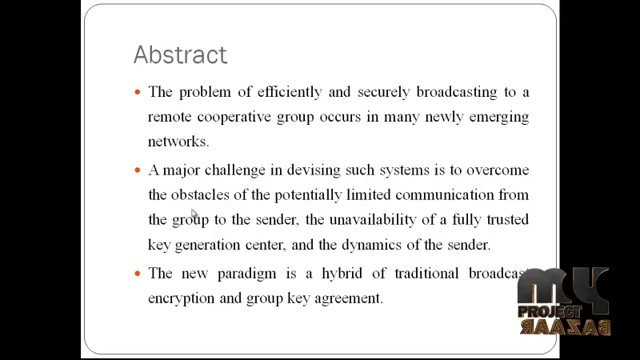 Abstract
The problem of efficiently and securely broadcasting to a
remote cooperative group occurs in many newly emerging
networks.
A major challenge in devising such systems is to overcome
the obstacles of the potentially limited communication from
the group to the sender, the unavailability of a fully trusted
key generation center, and the dynamics of the sender.
The new paradigm is a hybrid of traditional broadcast
encryption and group key agreement.
MY
PROJECT
BAZAAR